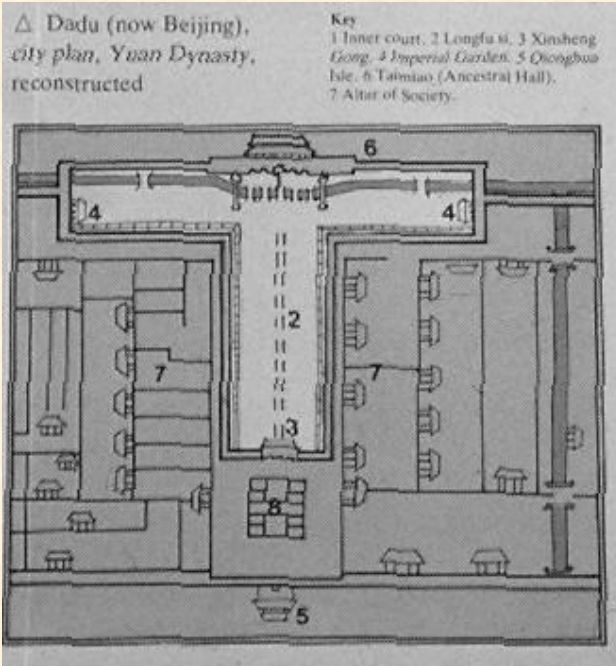 △ Dadu (now Beijing),
city plan, Yuan Dynasty,
reconstructed
Key
1 Inner court. 2 Longfu si. 3 Xinsheng
Gong. 4 Imperial Garden. 5 Qionghua
Isle. 6 Taimiao (Ancestral Hall).
7 Altar of Society.
6
4
4
2
7
7
3
8
5